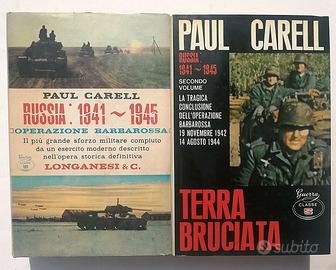 PAUL CARELL
RUSSIA: 1941~1945
OPERAZIONE BARBAROSSA
Il più grande sforzo militare compiuto
da un esercito moderno descritto
nell'opera storica definitiva
LONGANESI & C.
PAUL CARELL
RUSSIA
1941~1945
SECONDO
VOLUME
LA TRAGICA
CONCLUSIONE
DELL'OPERAZIONE
BARBAROSSA
19 NOVEMBRE 1942
14 AGOSTO 1944
TERRA
BRUCIATA
Guerra
CLASSE
subito